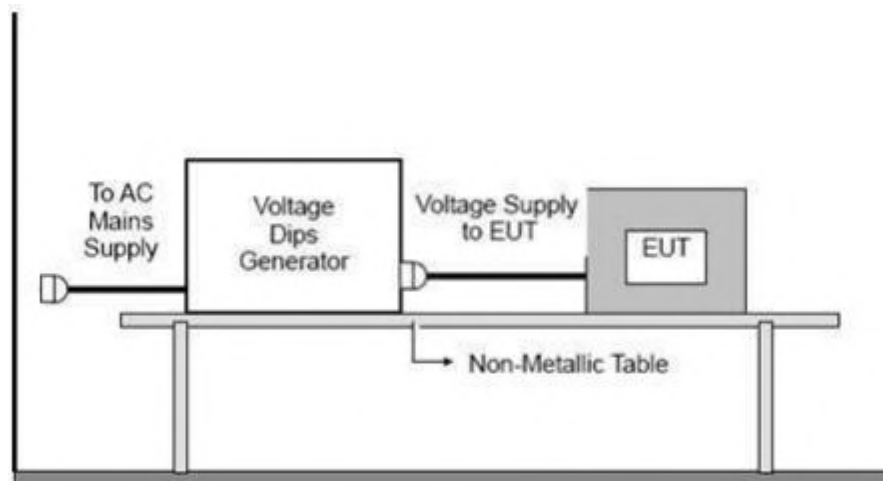 To AC
Mains
Supply
Voltage
Dips
Generator
Voltage Supply
to EUT
EUT
Non-Metallic Table